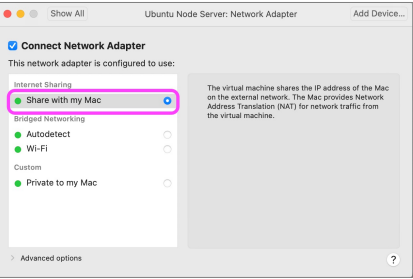 Show All
Ubuntu Node Server: Network Adapter
Add Device...
Connect Network Adapter
This network adapter is configured to use:
Internet Sharing
Share with my Mac
Bridged Networking
Autodetect
Wi-Fi
Custom
Private to my Mac
The virtual machine shares the IP address of the Mac
on the external network. The Mac provides Network
Address Translation (NAT) for network traffic from
the virtual machine.
Advanced options
?